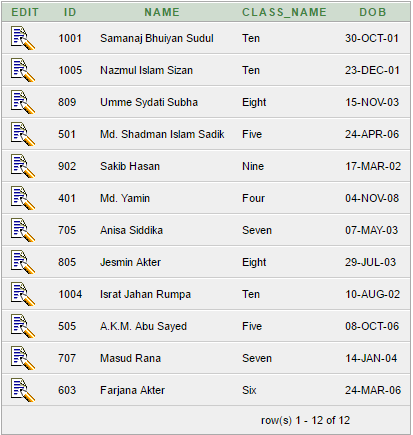 EDIT ID NAME CLASS_NAME DOB
1001 Samanaj Bhuiyan Sudul Ten 30-OCT-01
1005 Nazmul Islam Sizan Ten 23-DEC-01
809 Umme Sydati Subha Eight 15-NOV-03
501 Md. Shadman Islam Sadik Five 24-APR-06
902 Sakib Hasan Nine 17-MAR-02
401 Md. Yamin Four 04-NOV-08
705 Anisa Siddika Seven 07-MAY-03
805 Jesmin Akter Eight 29-JUL-03
1004 Israt Jahan Rumpa Ten 10-AUG-02
505 A.K.M. Abu Sayed Five 08-OCT-06
707 Masud Rana Seven 14-JAN-04
603 Farjana Akter Six 24-MAR-06
row(s) 1 - 12 of 12